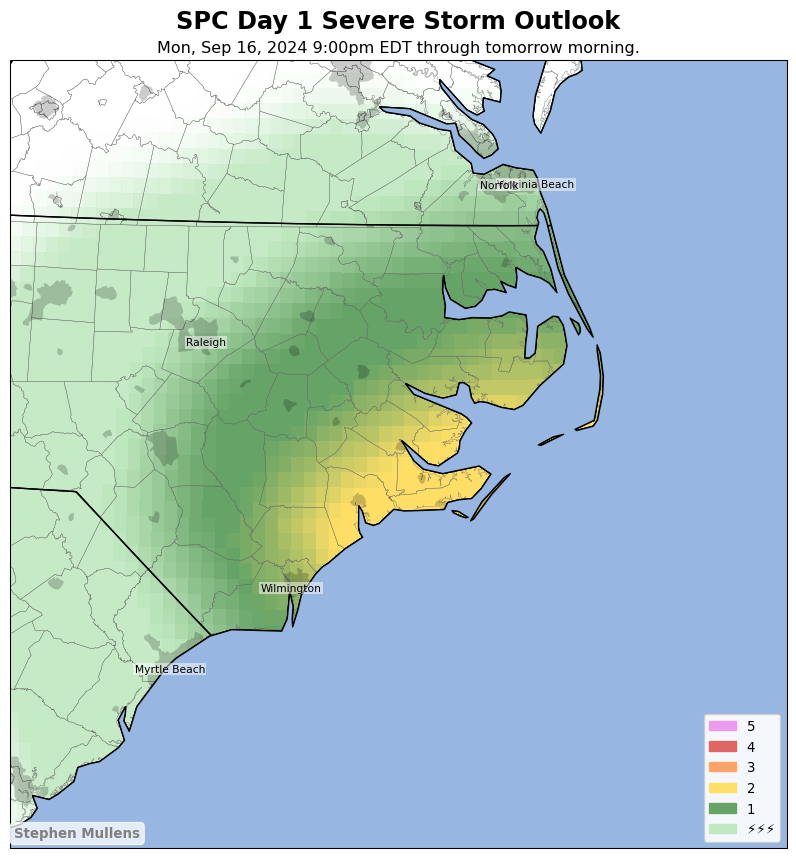 SPC Day 1 Severe Storm Outlook
Mon, Sep 16, 2024 9:00pm EDT through tomorrow morning.
Norfolk Virginia Beach
Raleigh
Wilmington
Myrtle Beach
5
4
3
2
1
⚡⚡⚡
Stephen Mullens